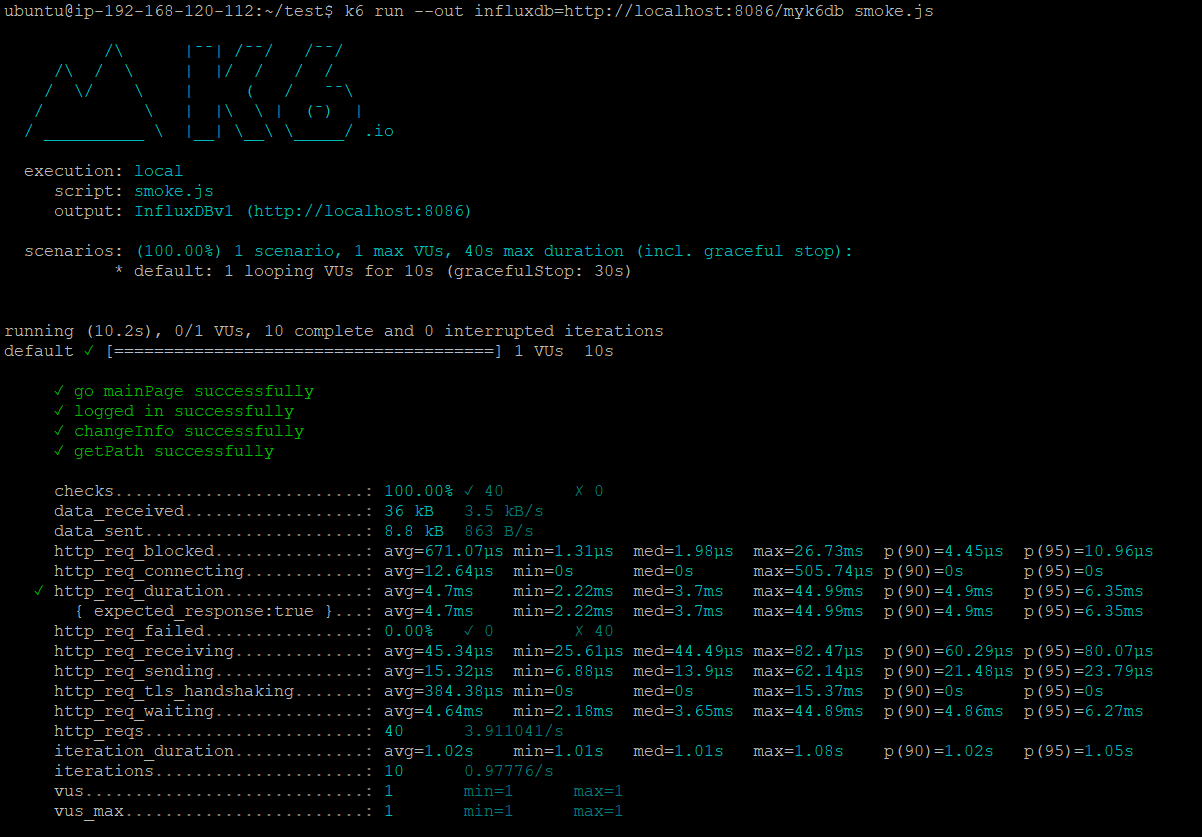 ubuntu@ip-192-168-120-112:~/test$ k6 run --out influxdb=http://localhost:8086/myk6db smoke.js
          /\      |‾‾| /‾‾/   /‾‾/
     /\  /  \     |  |/  /   /  /
    /  \/    \    |     (   /   ‾‾\
   /          \   |  |\  \ |  (‾)  |
  / __________ \  |__| \__\ \_____/ .io
execution: local
script: smoke.js
output: InfluxDBv1 (http://localhost:8086)
scenarios: (100.00%) 1 scenario, 1 max VUs, 40s max duration (incl. graceful stop):
* default: 1 looping VUs for 10s (gracefulStop: 30s)
running (10.2s), 0/1 VUs, 10 complete and 0 interrupted iterations
default ✓ [======================================] 1 VUs  10s
✓ go mainPage successfully
✓ logged in successfully
✓ changeInfo successfully
✓ getPath successfully
checks.........................: 100.00% ✓ 40       ✗ 0
data_received..................: 36 kB   3.5 kB/s
data_sent......................: 8.8 kB  863 B/s
http_req_blocked...............: avg=671.07µs min=1.31µs  med=1.98µs  max=26.73ms  p(90)=4.45µs  p(95)=10.96µs
http_req_connecting............: avg=12.64µs  min=0s      med=0s      max=505.74µs p(90)=0s      p(95)=0s
✓ http_req_duration..............: avg=4.7ms    min=2.22ms  med=3.7ms   max=44.99ms  p(90)=4.9ms   p(95)=6.35ms
{ expected_response:true }...: avg=4.7ms    min=2.22ms  med=3.7ms   max=44.99ms  p(90)=4.9ms   p(95)=6.35ms
http_req_failed................: 0.00%   ✓ 0        ✗ 40
http_req_receiving.............: avg=45.34µs  min=25.61µs med=44.49µs max=82.47µs  p(90)=60.29µs p(95)=80.07µs
http_req_sending...............: avg=15.32µs  min=6.88µs  med=13.9µs  max=62.14µs  p(90)=21.48µs p(95)=23.79µs
http_req_tls_handshaking.......: avg=384.38µs min=0s      med=0s      max=15.37ms  p(90)=0s      p(95)=0s
http_req_waiting...............: avg=4.64ms   min=2.18ms  med=3.65ms  max=44.89ms  p(90)=4.86ms  p(95)=6.27ms
http_reqs......................: 40      3.911041/s
iteration_duration.............: avg=1.02s    min=1.01s   med=1.01s   max=1.08s    p(90)=1.02s   p(95)=1.05s
iterations.....................: 10      0.97776/s
vus............................: 1       min=1      max=1
vus_max........................: 1       min=1      max=1